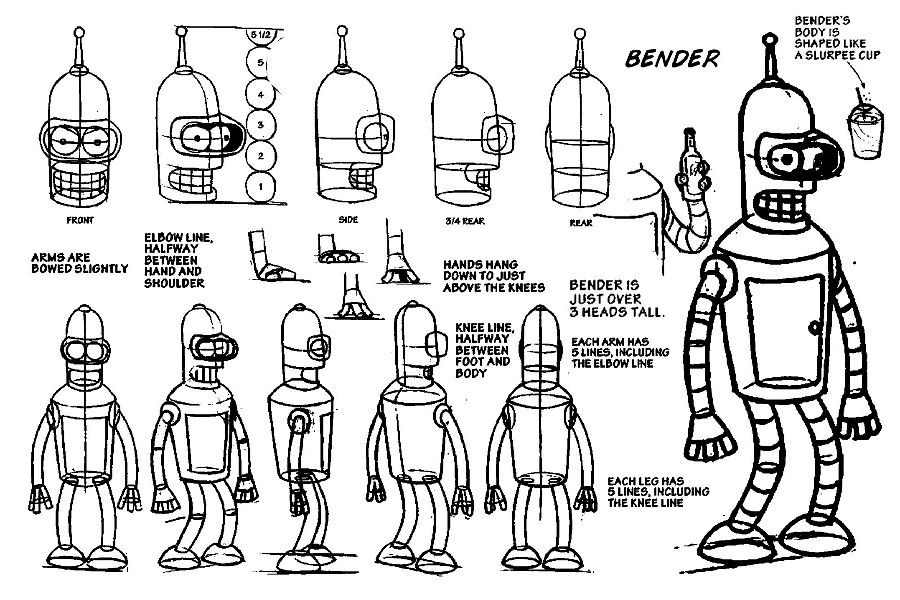 BENDER
BENDER'S
BODY IS
SHAPED LIKE
A SLURPEE CUP
5 1/2
5
4
3
2
1
FRONT
SIDE
3/4 REAR
REAR
ARMS ARE
BOWED SLIGHTLY
ELBOW LINE,
HALFWAY
BETWEEN
HAND AND
SHOULDER
HANDS HANG
DOWN TO JUST
ABOVE THE KNEES
BENDER IS
JUST OVER
3 HEADS TALL.
KNEE LINE,
HALFWAY
BETWEEN
FOOT AND
BODY
EACH ARM HAS
5 LINES, INCLUDING
THE ELBOW LINE
EACH LEG HAS
5 LINES, INCLUDING
THE KNEE LINE